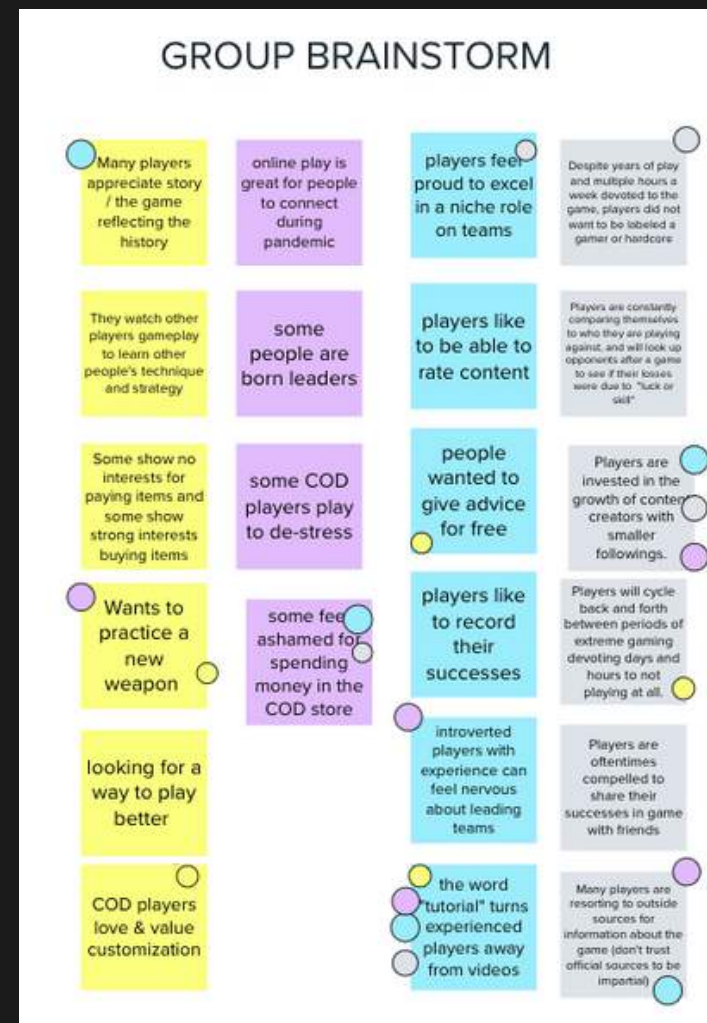 GROUP BRAINSTORM
Many players
appreciate story
/ the game
reflecting the
history
online play is
great for people
to connect
during
pandemic
players feel
proud to excel
in a niche role
on teams
Despite years of play
and multiple hours a
week devoted to the
game, players did not
want to be labeled a
gamer or hardcore
They watch other
players gameplay
to learn other
people's technique
and strategy
some
people are
born leaders
players like
to be able to
rate content
Players are constantly
comparing themselves
to who they are playing
against, and will look up
opponents after a game
to see if their losses
were due to "luck or
skill"
Some show no
interests for
paying items and
some show
strong interests
buying items
some COD
players play
to de-stress
people
wanted to
give advice
for free
Players are
invested in the
growth of content
creators with
smaller
followings.
Wants to
practice a
new
weapon
some feel
ashamed for
spending
money in the
COD store
players like
to record
their
successes
Players will cycle
back and forth
between periods of
extreme gaming
devoting days and
hours to not
playing at all.
looking for a
way to play
better
introverted
players with
experience can
feel nervous
about leading
teams
Players are
oftentimes
compelled to
share their
successes in game
with friends
COD players
love & value
customization
the word
"tutorial" turns
experienced
players away
from videos
Many players are
resorting to outside
sources for
information about the
game (don't trust
official sources to be
impartial)